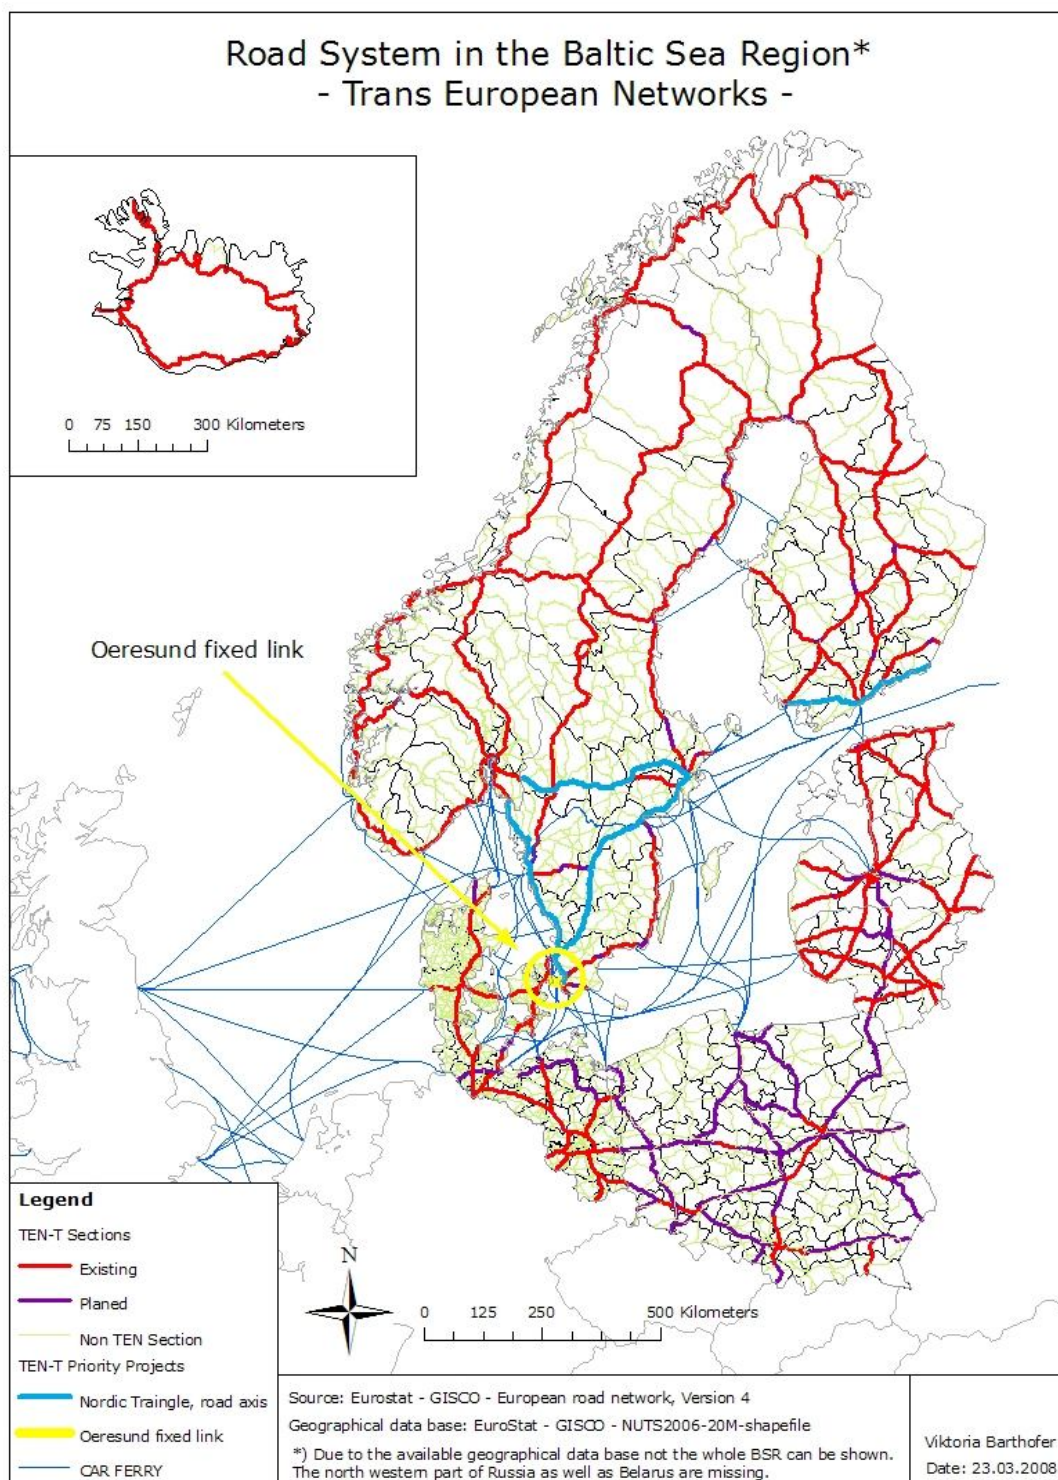 Road System in the Baltic Sea Region*
- Trans European Networks -
0 75 150 300 Kilometers
Oeresund fixed link
Legend
TEN-T Sections
Existing
Planed
Non TEN Section
TEN-T Priority Projects
Nordic Traingle, road axis
Oeresund fixed link
CAR FERRY
N
0 125 250 500 Kilometers
Source: Eurostat - GISCO - European road network, Version 4
Geographical data base: EuroStat - GISCO - NUTS2006-20M-shapefile
*) Due to the available geographical data base not the whole BSR can be shown.
The north western part of Russia as well as Belarus are missing.
Viktoria Barthofer
Date: 23.03.2008